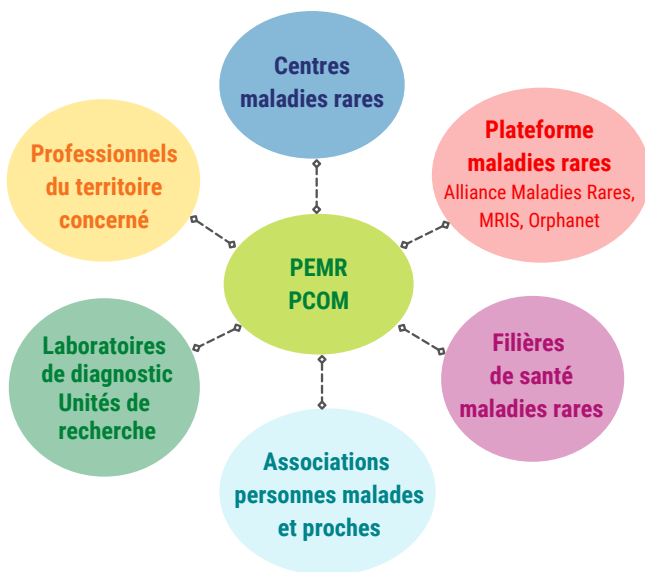 Centres
maladies rares
Professionnels
du territoire
concerné
Plateforme
maladies rares
Alliance Maladies Rares,
MRIS, Orphanet
PEMR
PCOM
Laboratoires
de diagnostic
Unités de
recherche
Filières
de santé
maladies rares
Associations
personnes malades
et proches